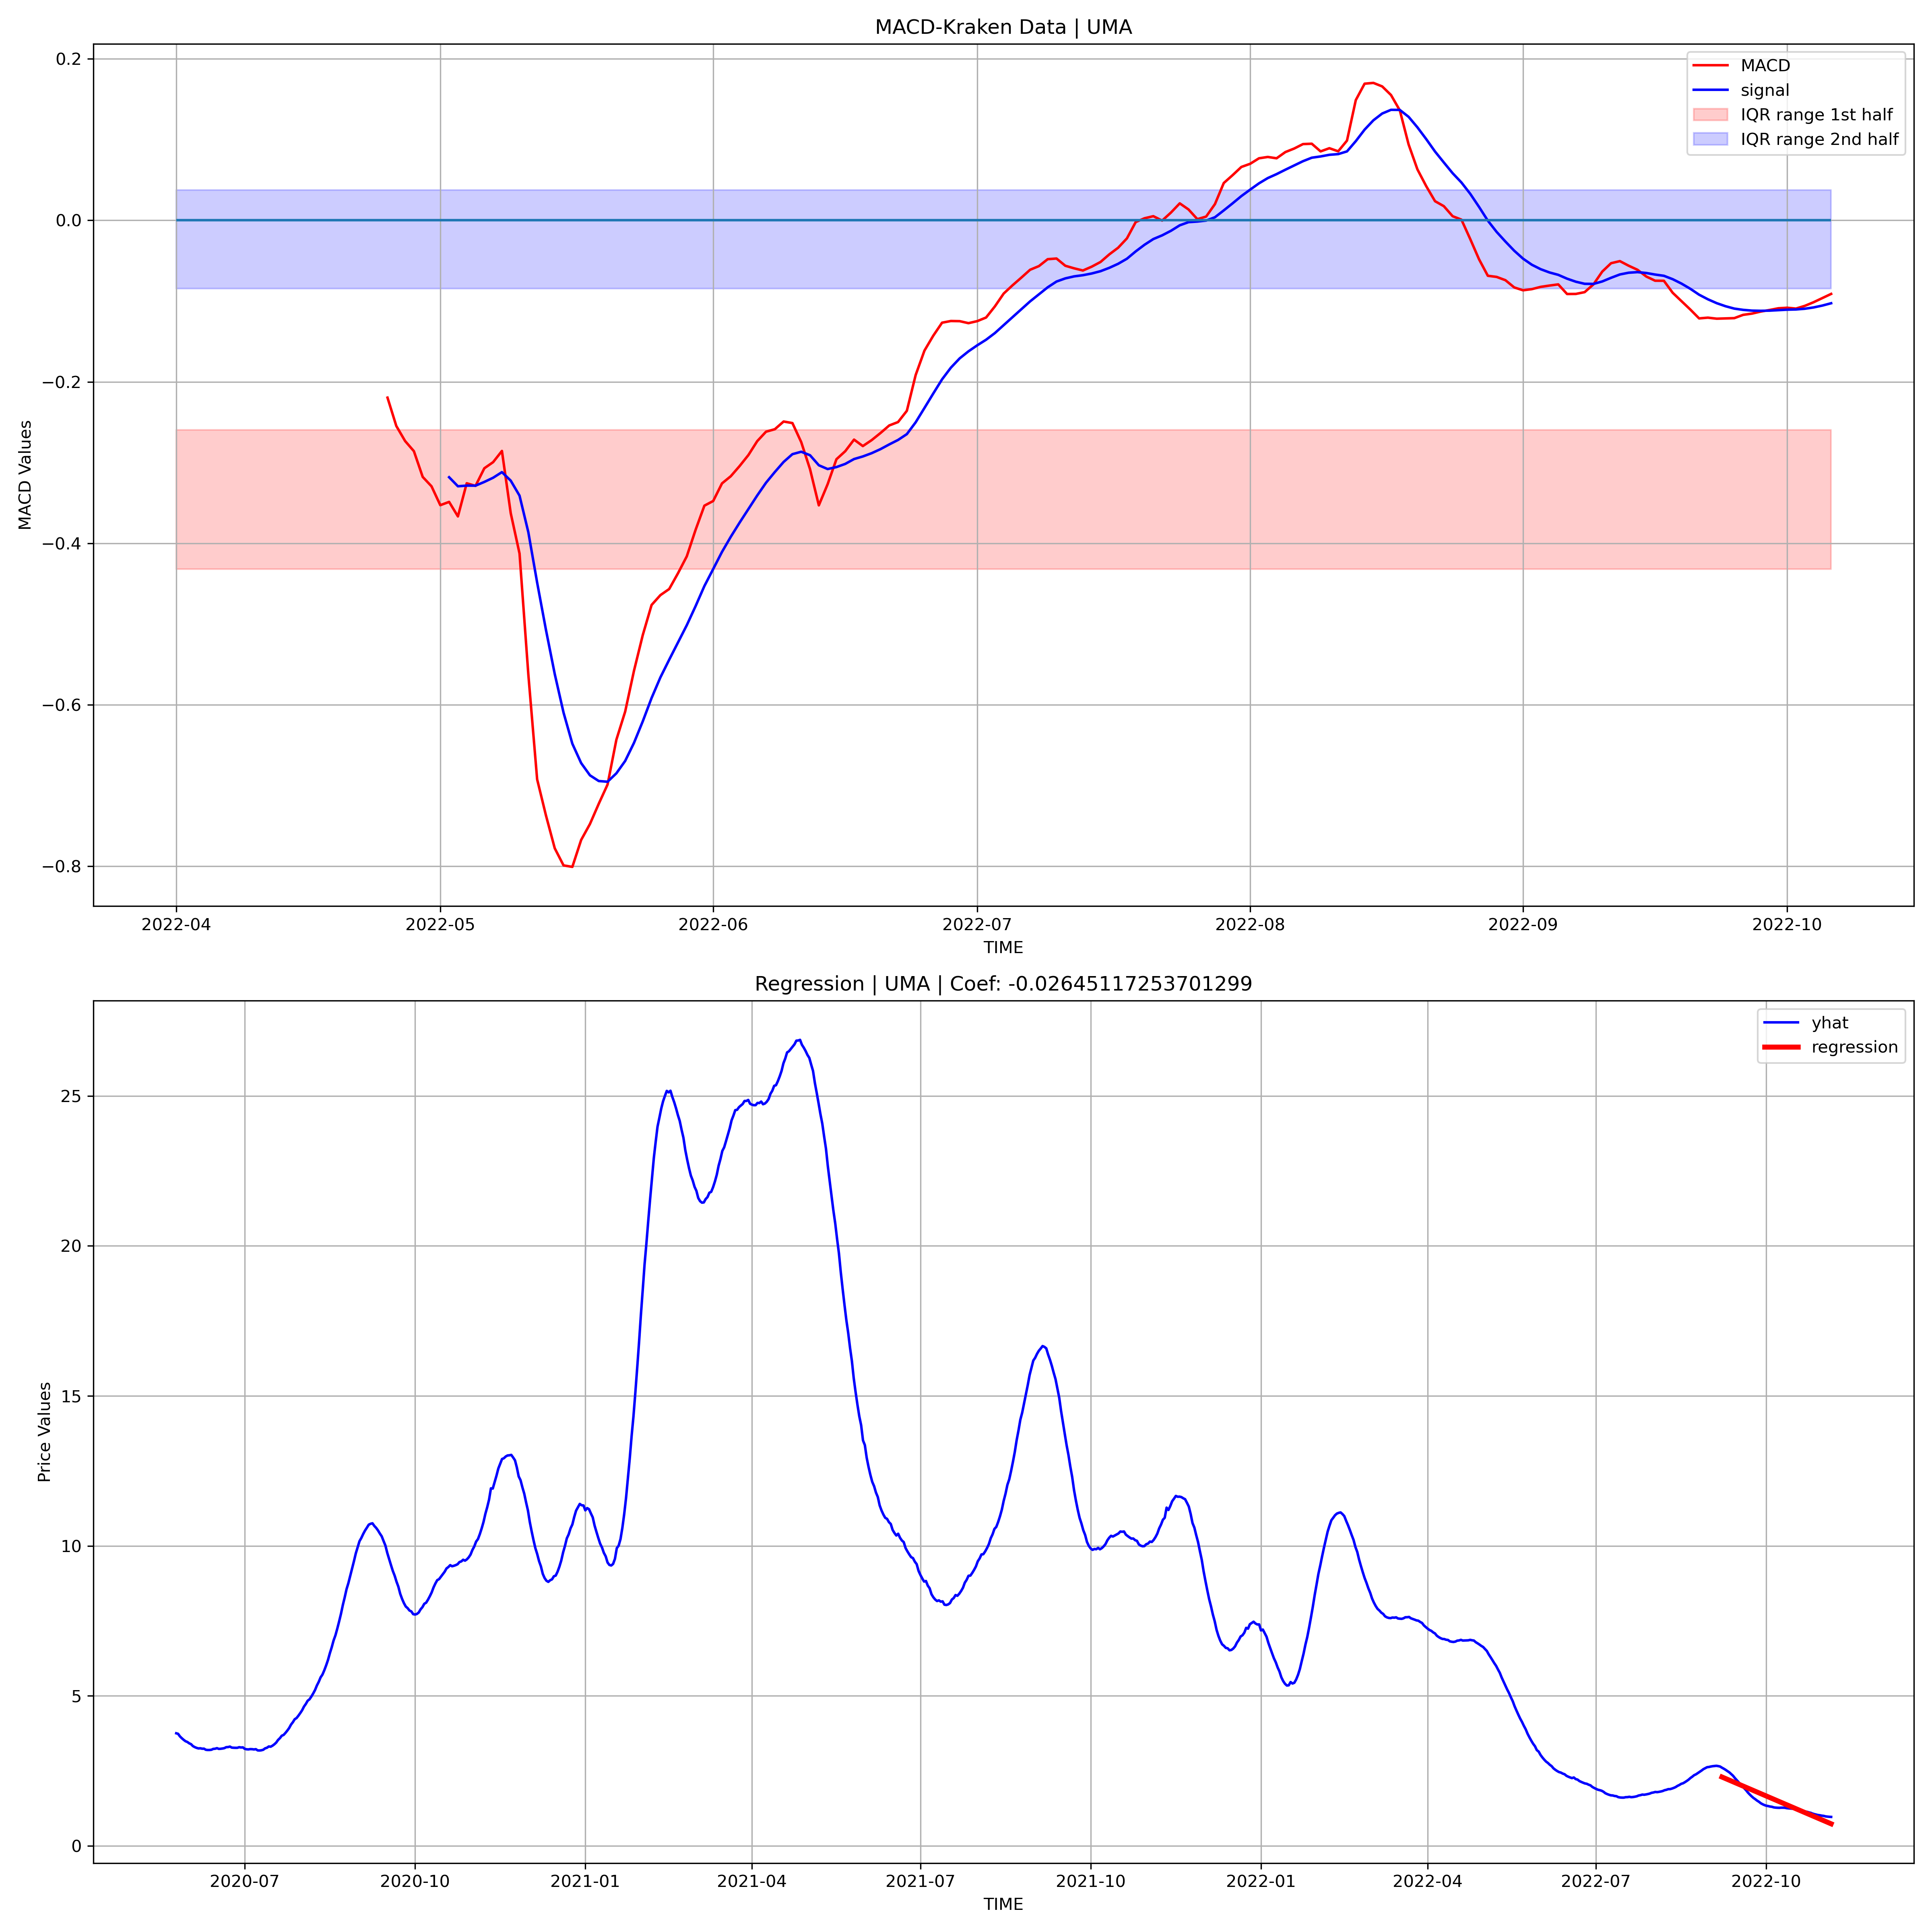 MACD-Kraken Data | UMA
MACD
signal
IQR range 1st half
IQR range 2nd half
0.2
0.0
−0.2
−0.4
−0.6
−0.8
MACD Values
2022-04
2022-05
2022-06
2022-07
2022-08
2022-09
2022-10
TIME
Regression | UMA | Coef: -0.02645117253701299
yhat
regression
25
20
15
10
5
0
Price Values
2020-07
2020-10
2021-01
2021-04
2021-07
2021-10
2022-01
2022-04
2022-07
2022-10
TIME